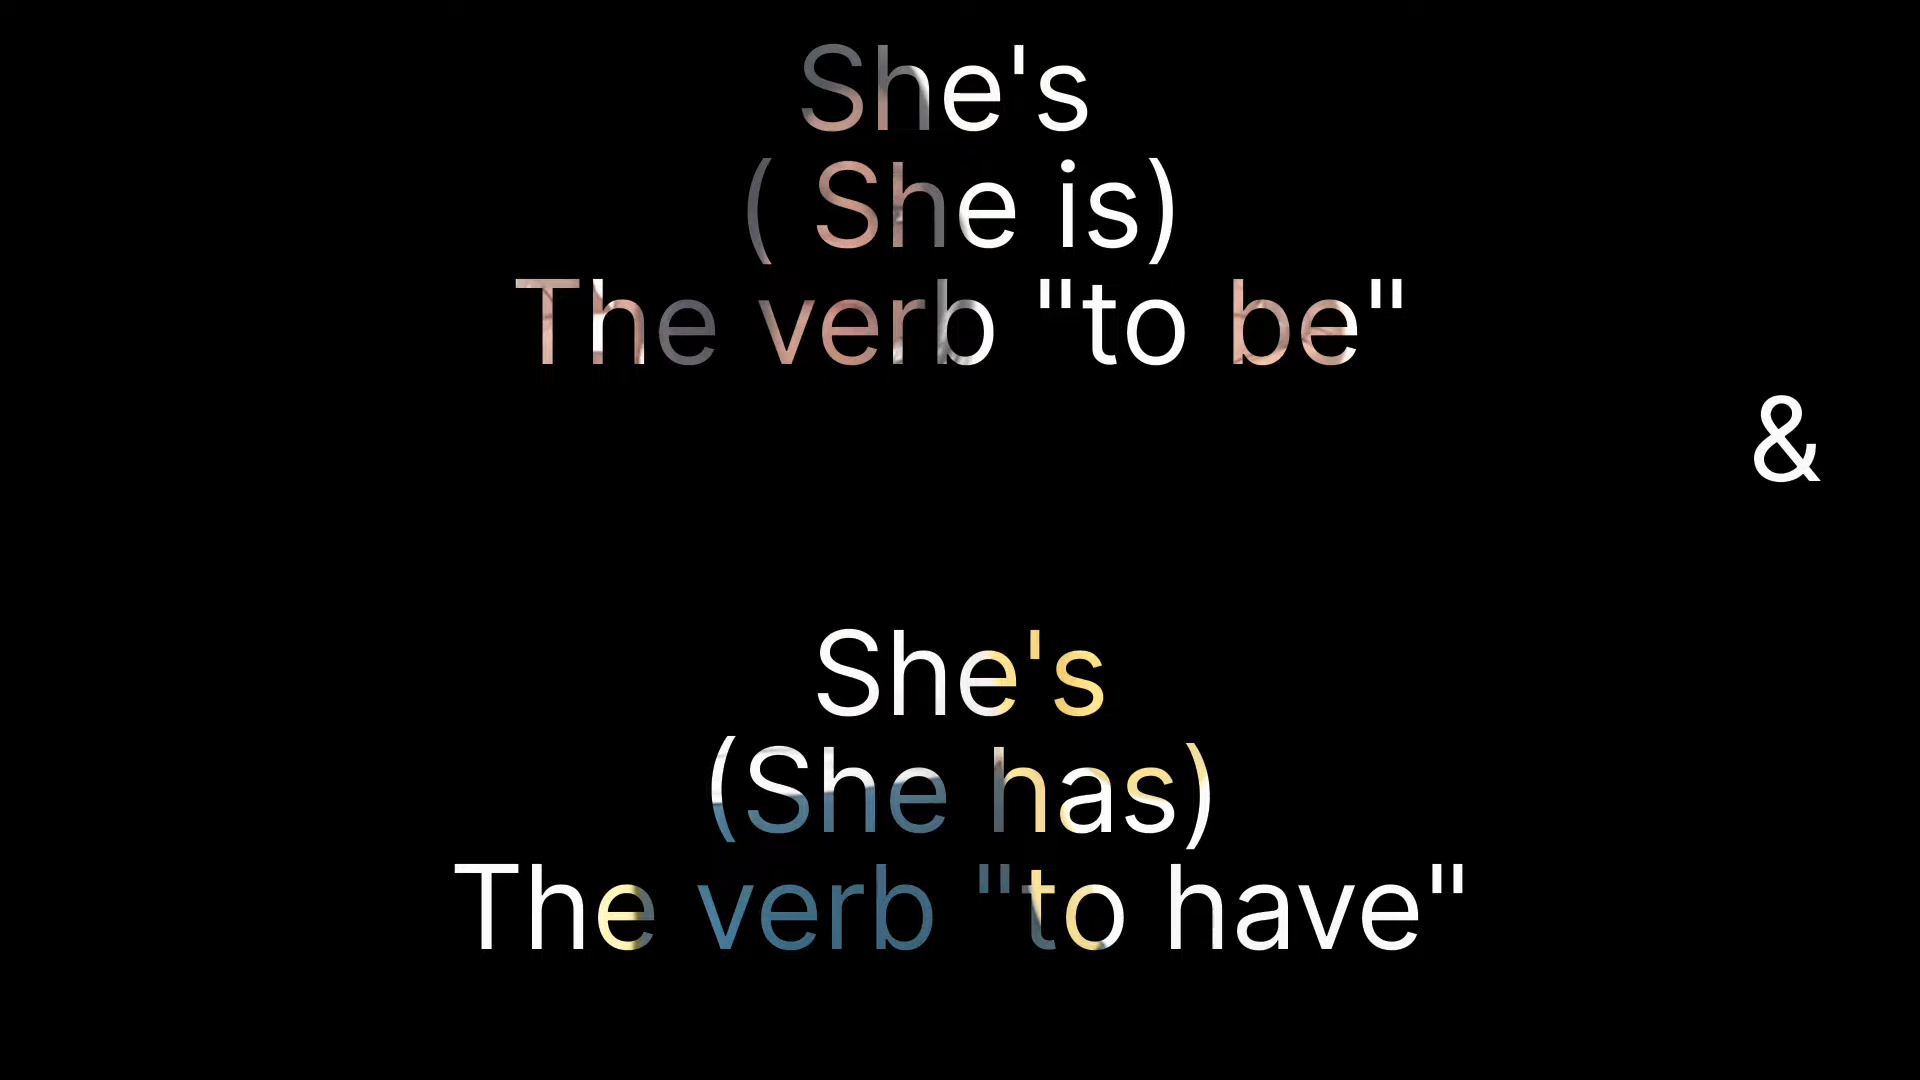 She's
( She is)
The verb "to be"
&
She's
(She has)
The verb "to have"